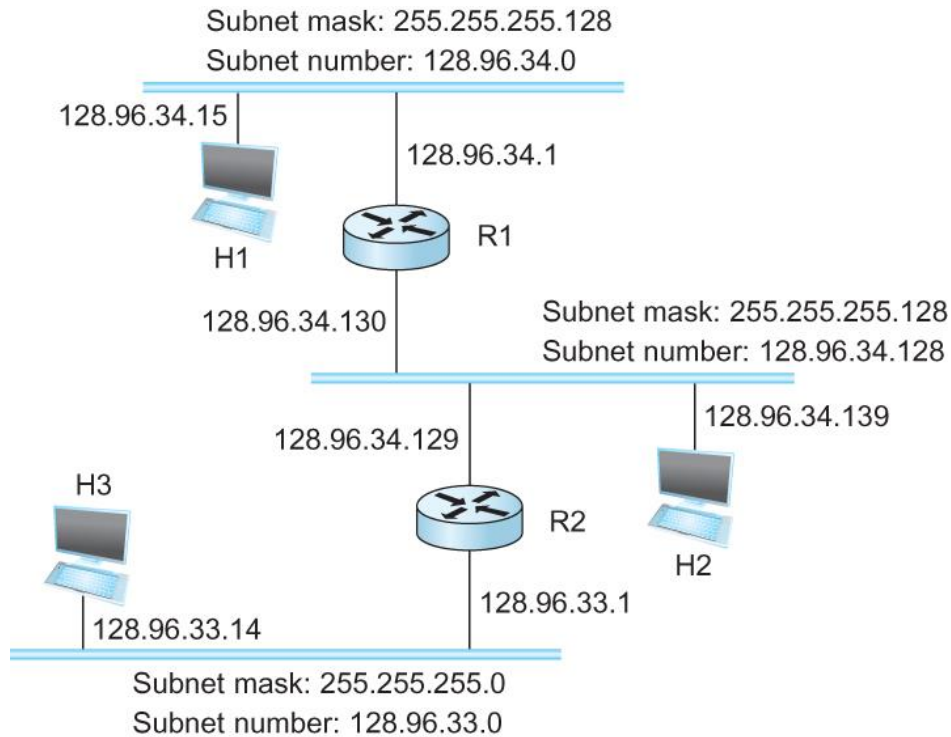 Subnet mask: 255.255.255.128
Subnet number: 128.96.34.0
128.96.34.15
128.96.34.1
H1
R1
128.96.34.130
Subnet mask: 255.255.255.128
Subnet number: 128.96.34.128
128.96.34.129
128.96.34.139
H3
R2
H2
128.96.33.1
128.96.33.14
Subnet mask: 255.255.255.0
Subnet number: 128.96.33.0